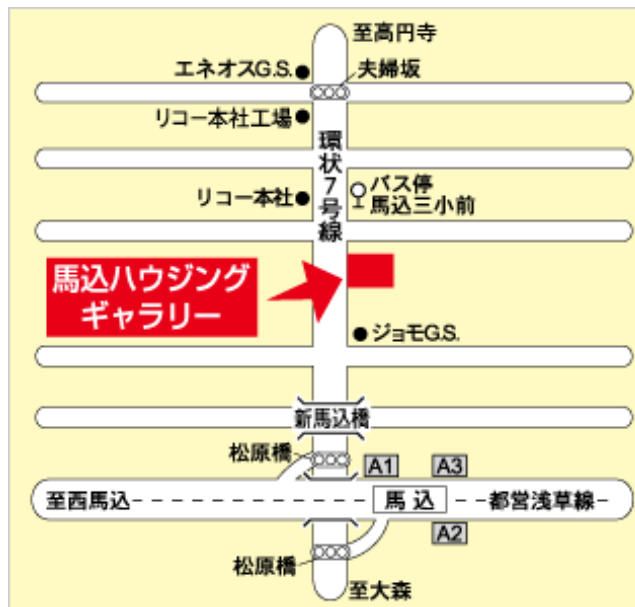 至高円寺
エネオスG.S.
夫婦坂
リコー本社工場
環状7号線
リコー本社
バス停
馬込三小前
馬込ハウジング
ギャラリー
ジョモG.S.
新馬込橋
松原橋
A1
A3
至西馬込
馬込
都営浅草線
A2
松原橋
至大森